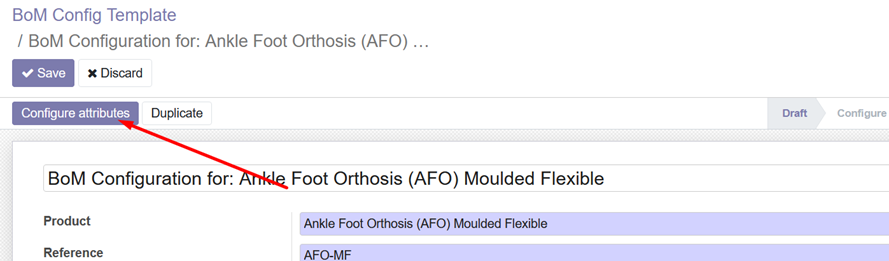 BoM Config Template
/ BoM Configuration for: Ankle Foot Orthosis (AFO) ...
Save Discard
Configure attributes Duplicate Draft Configure
BoM Configuration for: Ankle Foot Orthosis (AFO) Moulded Flexible
Product Ankle Foot Orthosis (AFO) Moulded Flexible
Reference AFO-MF